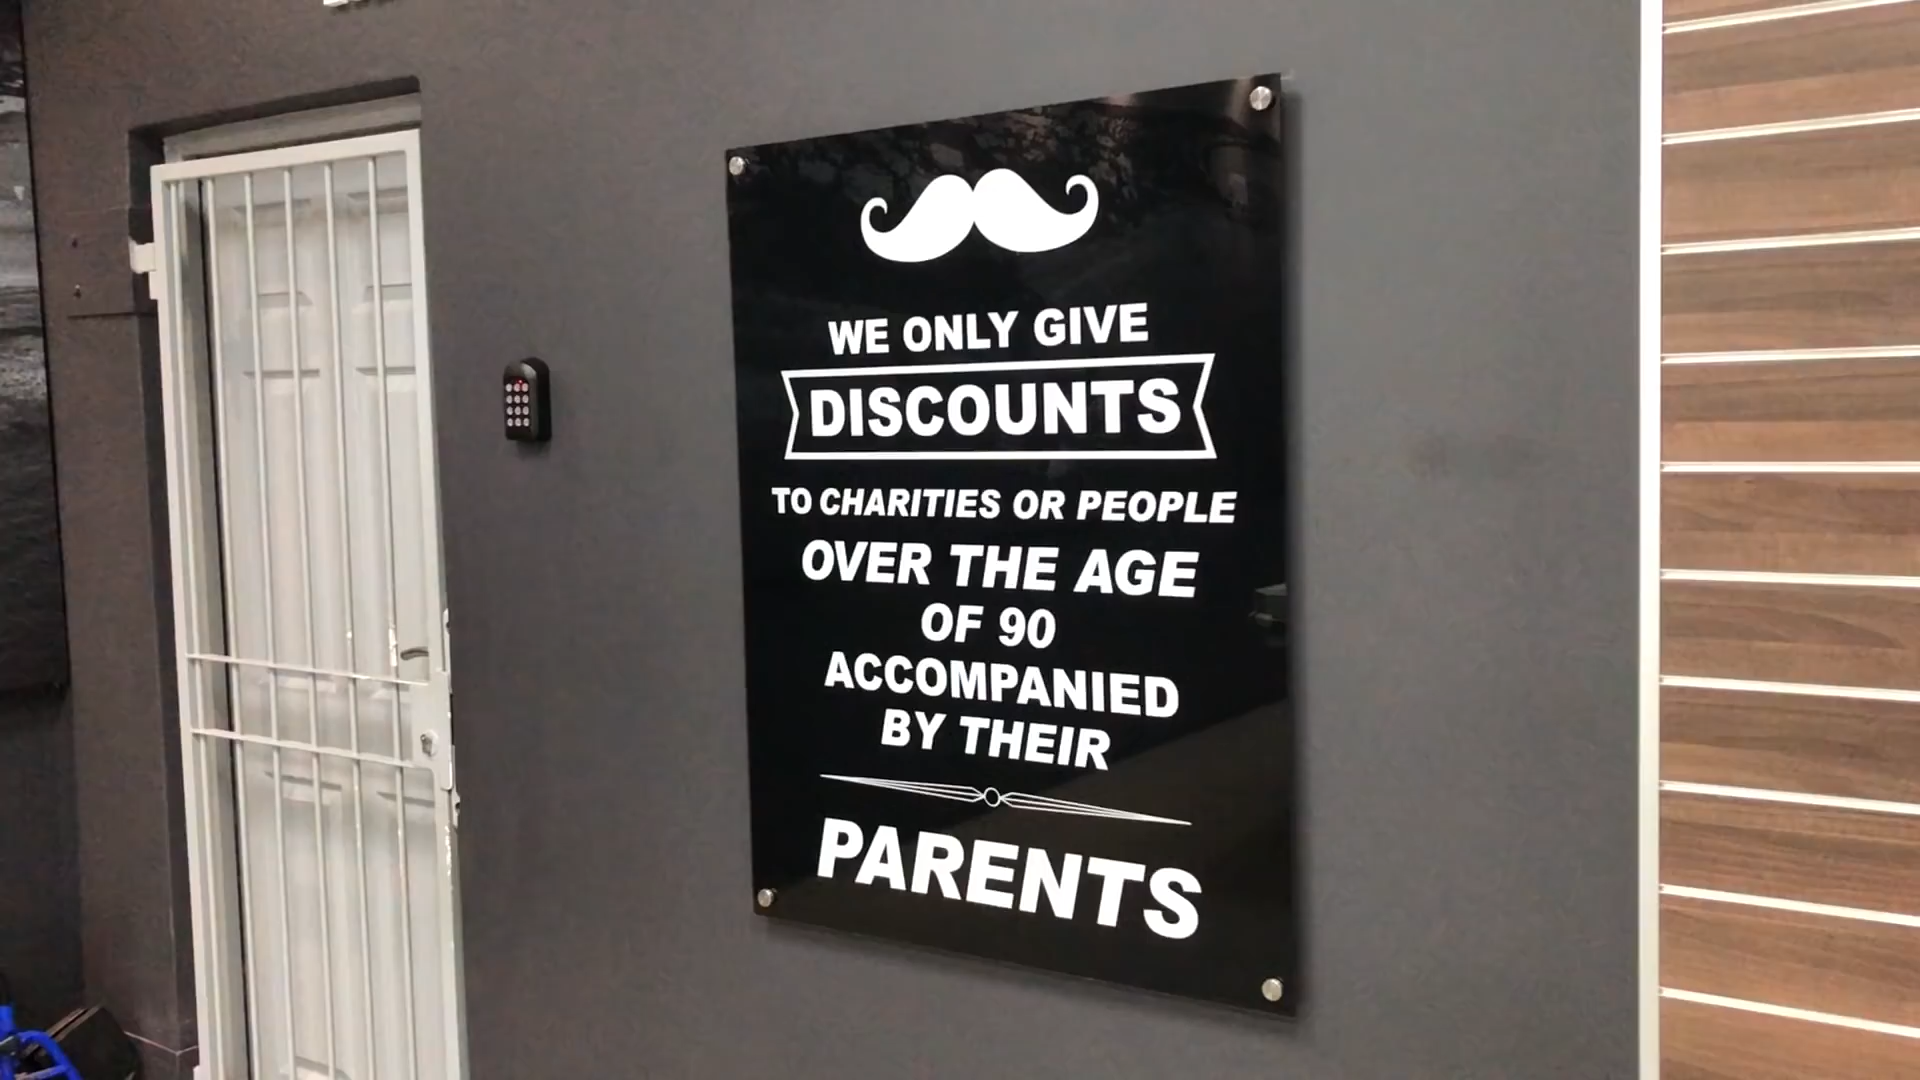 WE ONLY GIVE
DISCOUNTS
TO CHARITIES OR PEOPLE
OVER THE AGE
OF 90
ACCOMPANIED
BY THEIR
PARENTS